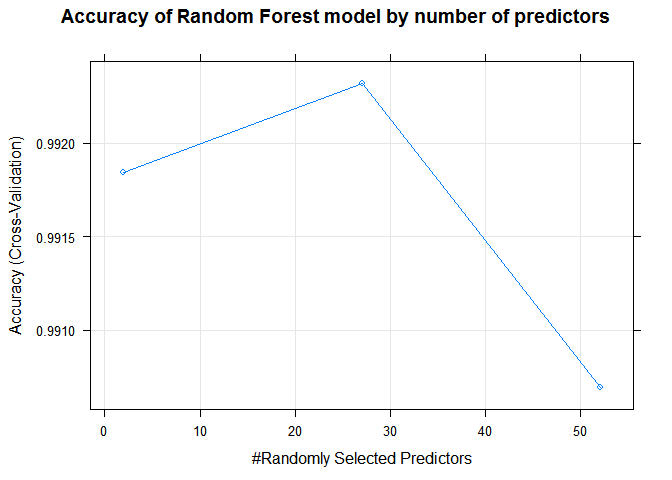 Accuracy of Random Forest model by number of predictors
Accuracy (Cross-Validation)
0.9920
0.9915
0.9910
0 10 20 30 40 50
#Randomly Selected Predictors